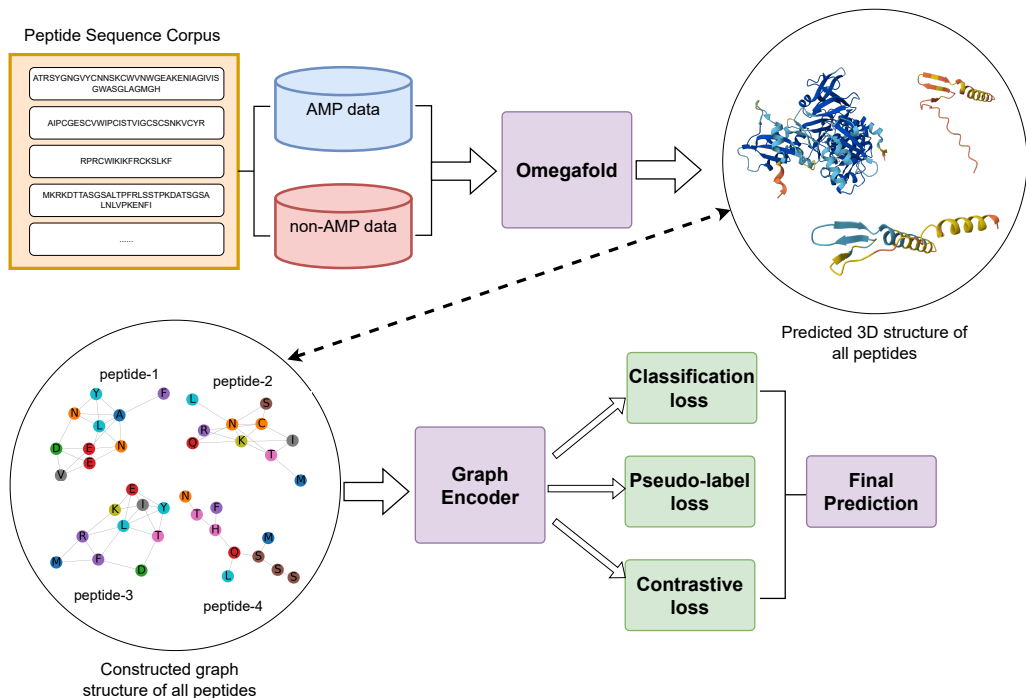 Peptide Sequence Corpus
ATRSYGNGVYCNNSKCWVNWGEAKENIAGIVIS
GWASGLAGMGH
AIPCGESCVWIPCISTVIGCSCSNKVCYR
RPRCWIKIKFRCKSLKF
MKRKDTTASGSALTPFRLSSTPKDATSGSA
LNLVPKENFI
......
AMP data
non-AMP data
Omegafold
Predicted 3D structure of
all peptides
peptide-1
Y
F
N
A
L
D
E
N
E
V
peptide-2
L
S
R
N
C
Q
K
I
T
M
E
K
I
Y
R
L
T
M
F
D
peptide-3
N
F
T
H
M
Q
S
L
S
S
peptide-4
Constructed graph
structure of all peptides
Graph
Encoder
Classification
loss
Pseudo-label
loss
Contrastive
loss
Final
Prediction